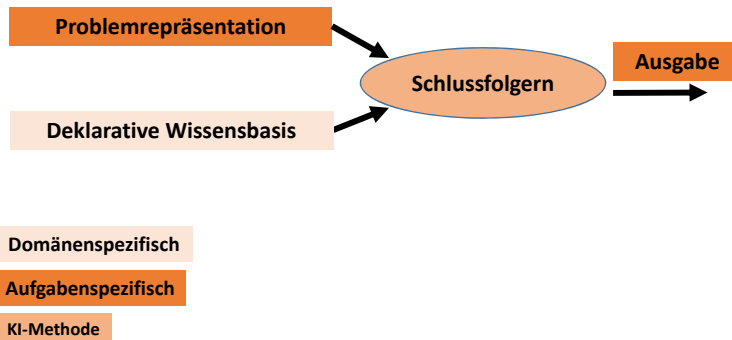 Problemrepräsentation
Ausgabe
Schlussfolgern
Deklarative Wissensbasis
Domänenspezifisch
Aufgabenspezifisch
KI-Methode